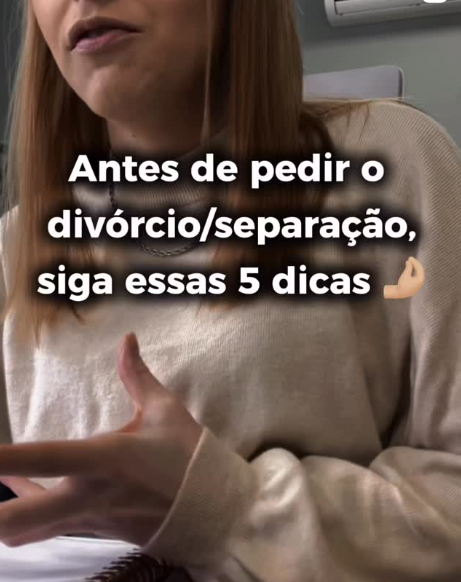 Antes de pedir o
divórcio/separação,
siga essas 5 dicas 🤌🏼